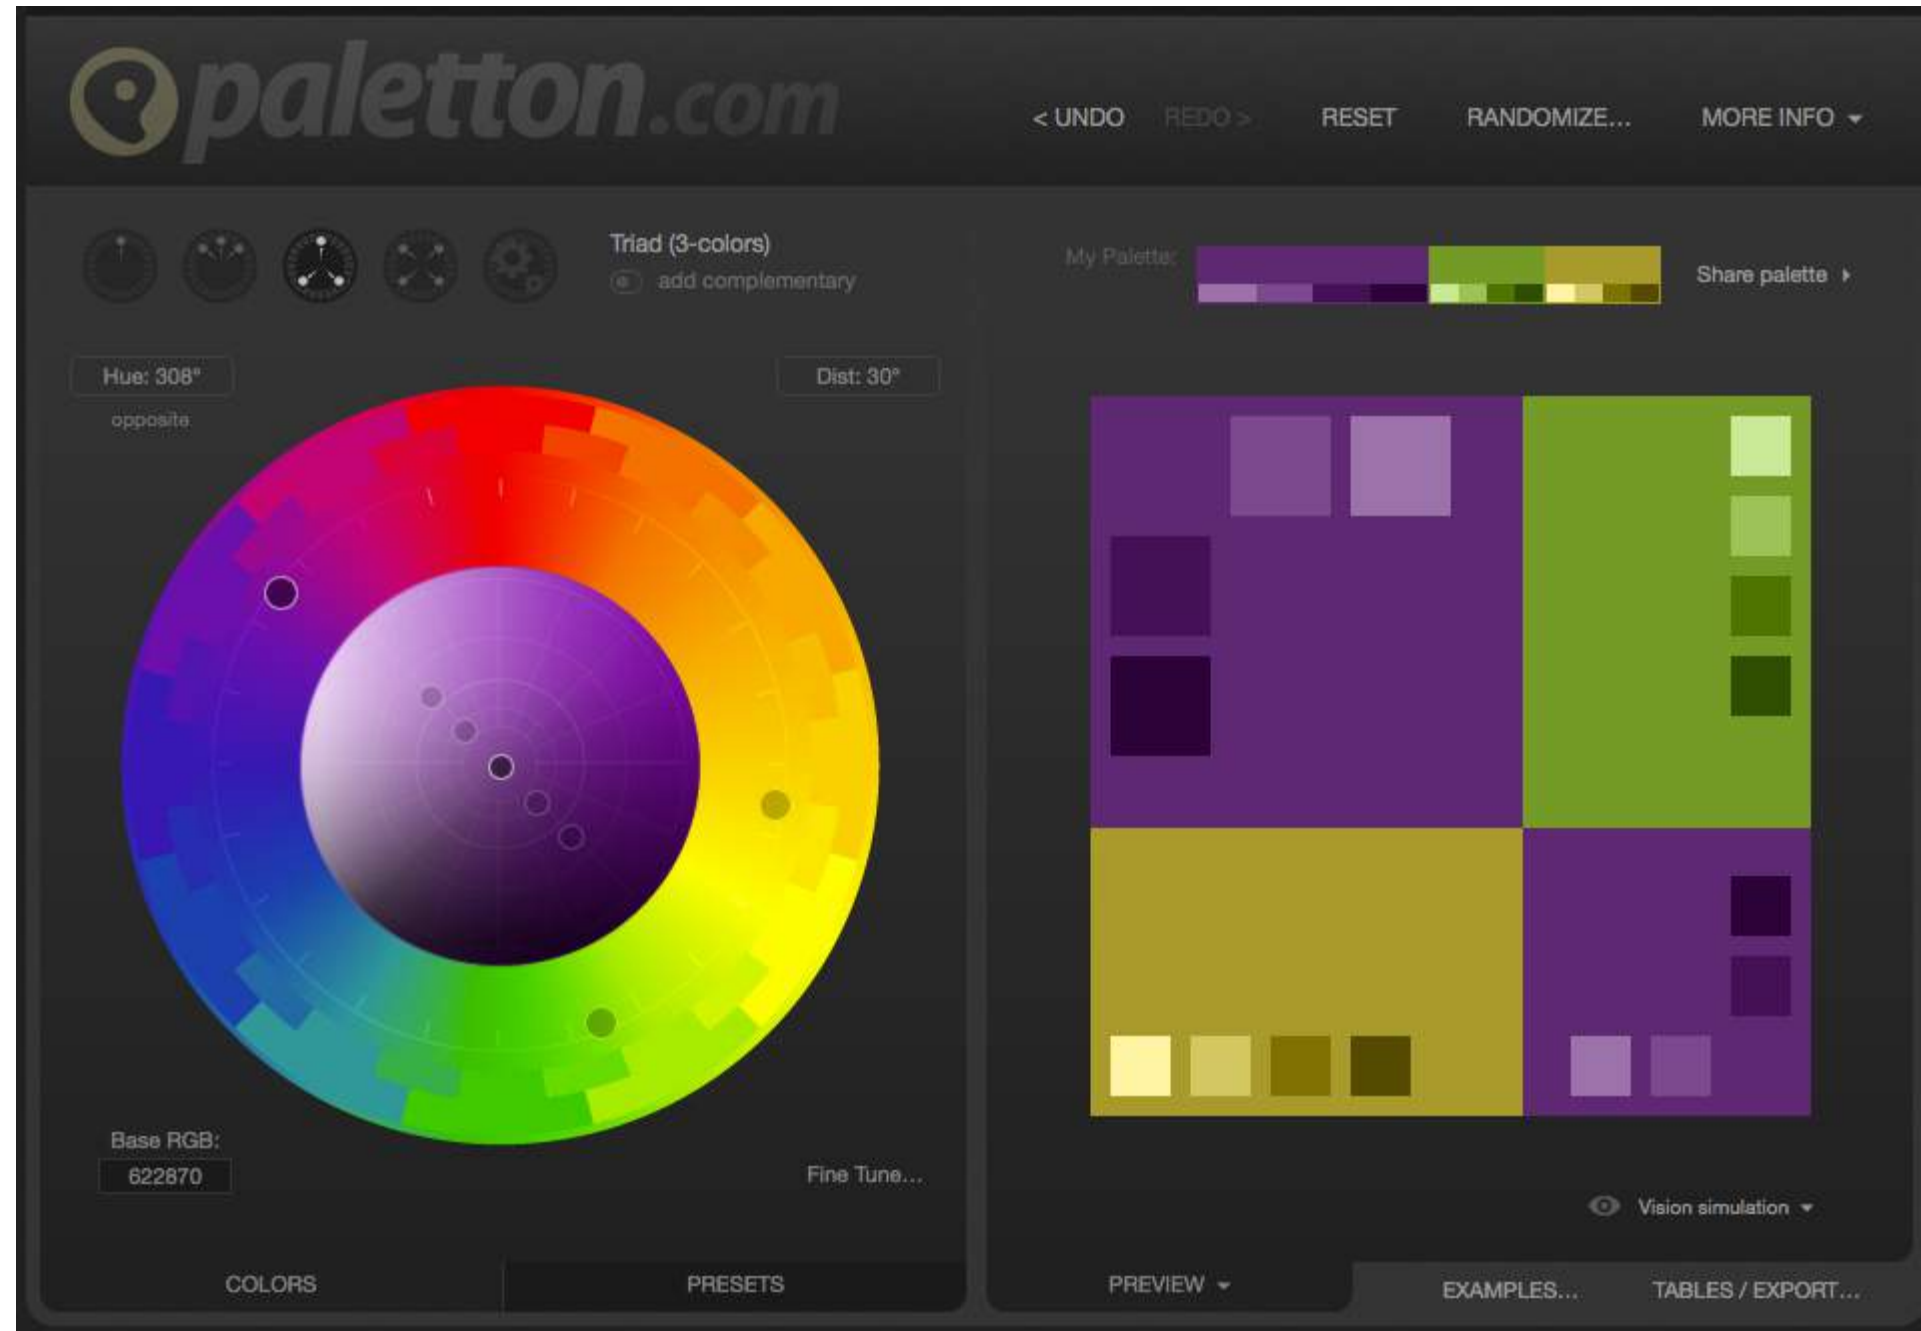 paletton.com
< UNDO REDO > RESET RANDOMIZE... MORE INFO
Triad (3-colors)
add complementary
My Palette:
Share palette
Hue: 308°
opposite
Dist: 30°
Base RGB:
622870
Fine Tune...
Vision simulation
COLORS PRESETS
PREVIEW EXAMPLES... TABLES / EXPORT...